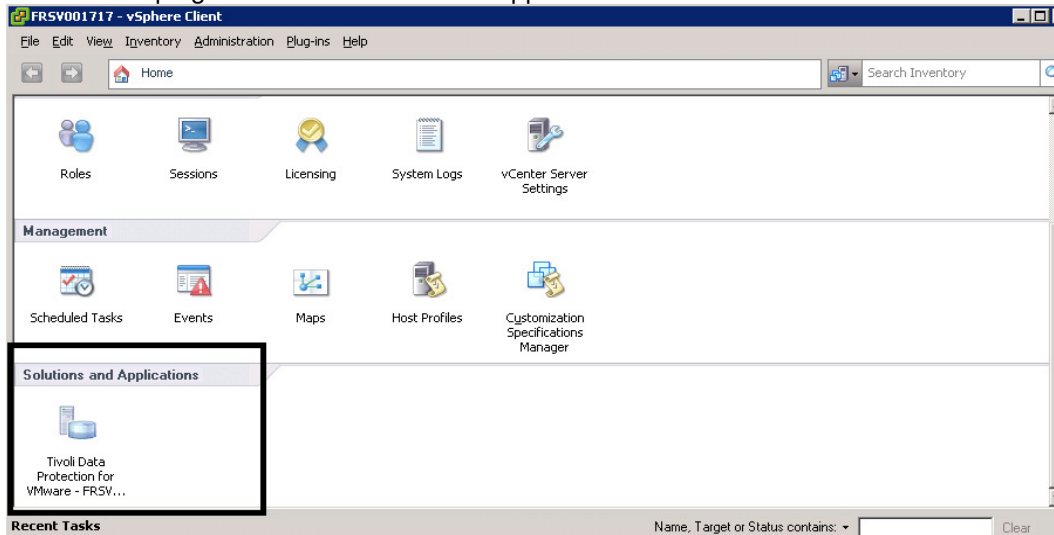 FRSV001717 - vSphere Client
File Edit View Inventory Administration Plug-ins Help
Home
Search Inventory
Roles
Sessions
Licensing
System Logs
vCenter Server
Settings
Management
Scheduled Tasks
Events
Maps
Host Profiles
Customization
Specifications
Manager
Solutions and Applications
Tivoli Data
Protection for
VMware - FRSV...
Recent Tasks
Name, Target or Status contains:
Clear